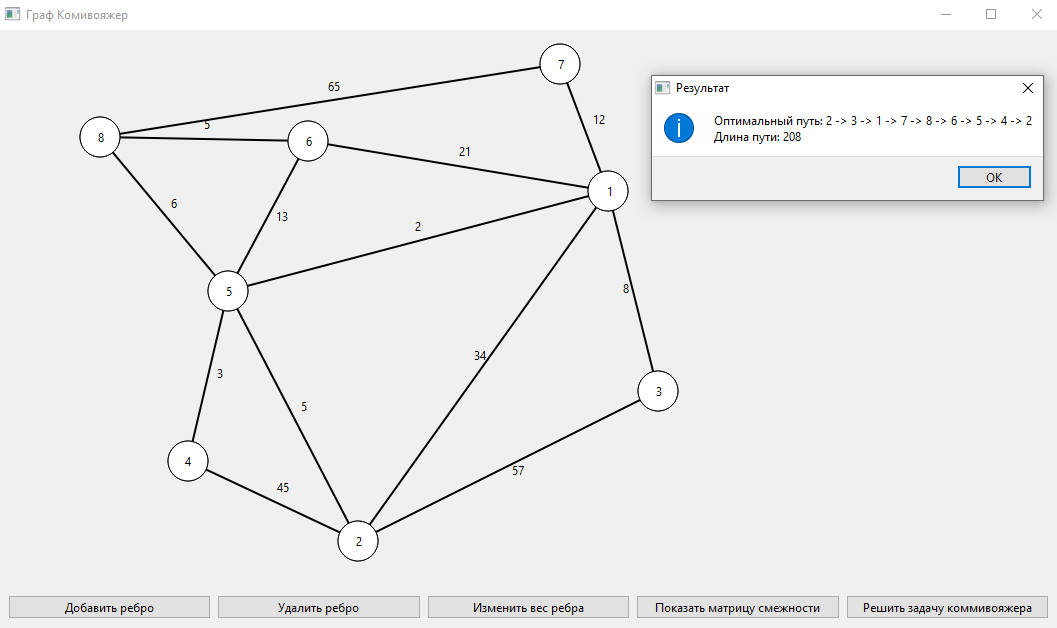 Граф Комивояжер
7
65
Результат
12
5
Оптимальный путь: 2 -> 3 -> 1 -> 7 -> 8 -> 6 -> 5 -> 4 -> 2
Длина пути: 208
8
6
21
OK
1
6
13
2
5
8
34
3
3
5
4
57
45
2
Добавить ребро
Удалить ребро
Изменить вес ребра
Показать матрицу смежности
Решить задачу коммивояжера